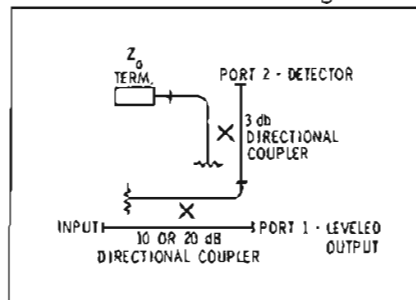 Z₀
TERM.
PORT 2 - DETECTOR
3 db
DIRECTIONAL
COUPLER
INPUT
PORT 1 - LEVELED
OUTPUT
10 OR 20 dB
DIRECTIONAL COUPLER